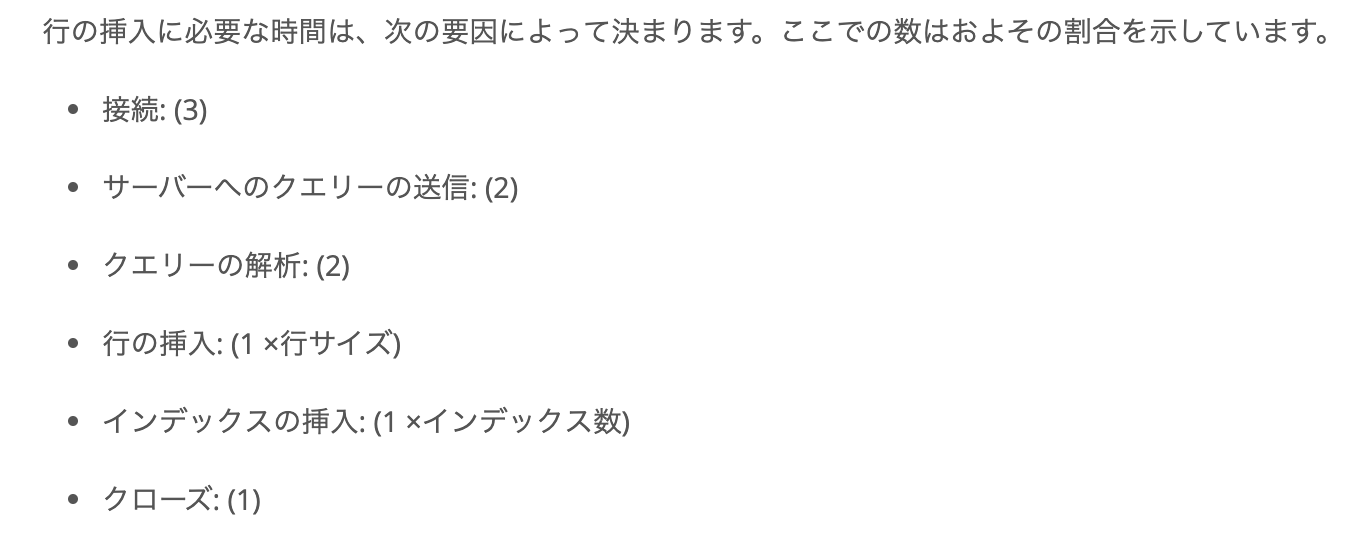 行の挿入に必要な時間は、次の要因によって決まります。ここでの数はおよその割合を示しています。
• 接続: (3)
• サーバーへのクエリーの送信: (2)
• クエリーの解析: (2)
• 行の挿入: (1 ×行サイズ)
• インデックスの挿入: (1 ×インデックス数)
• クローズ: (1)